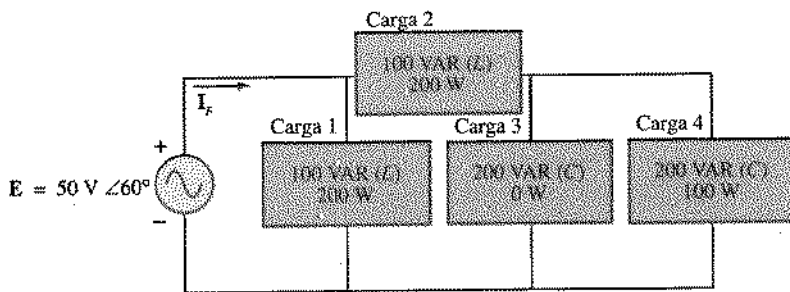 Carga 2
100 VAR (L)
200 W
I_F
Carga 1
Carga 3
Carga 4
+
E = 50 V ∠60°
−
100 VAR (L)
200 W
200 VAR (C)
0 W
200 VAR (C)
100 W